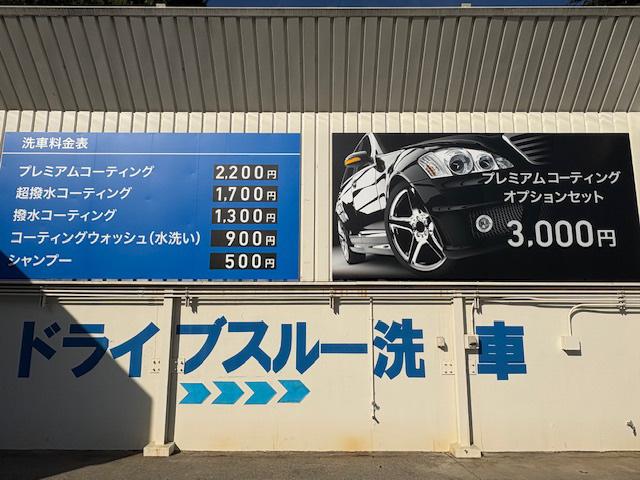 洗車料金表
プレミアムコーティング 2,200円
超撥水コーティング 1,700円
撥水コーティング 1,300円
コーティングウォッシュ(水洗い) 900円
シャンプー 500円
プレミアムコーティング
オプションセット
3,000円
ドライブスルー洗車